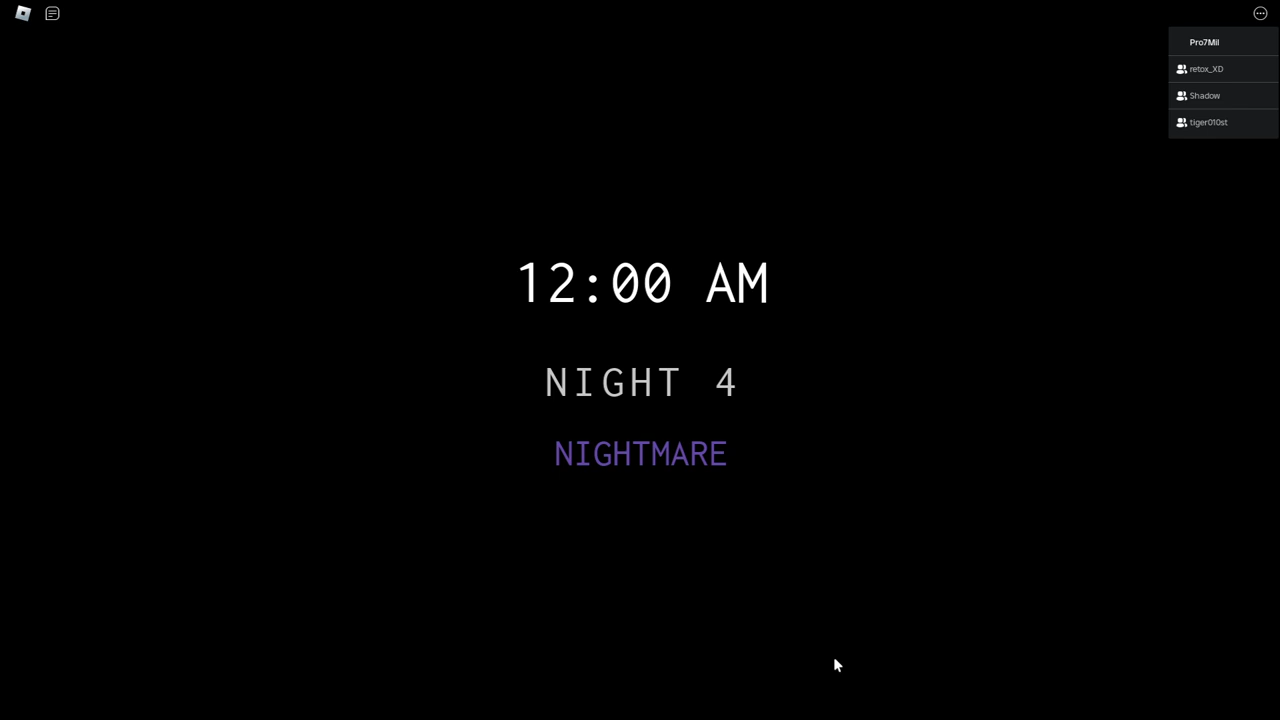 Pro7Mil
retox_XD
Shadow
tiger010st
12:00 AM
NIGHT 4
NIGHTMARE